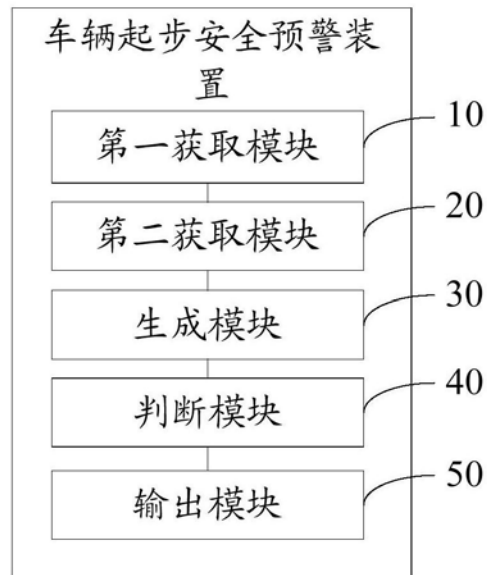 车辆起步安全预警装
置
第一获取模块
10
第二获取模块
20
生成模块
30
判断模块
40
输出模块
50